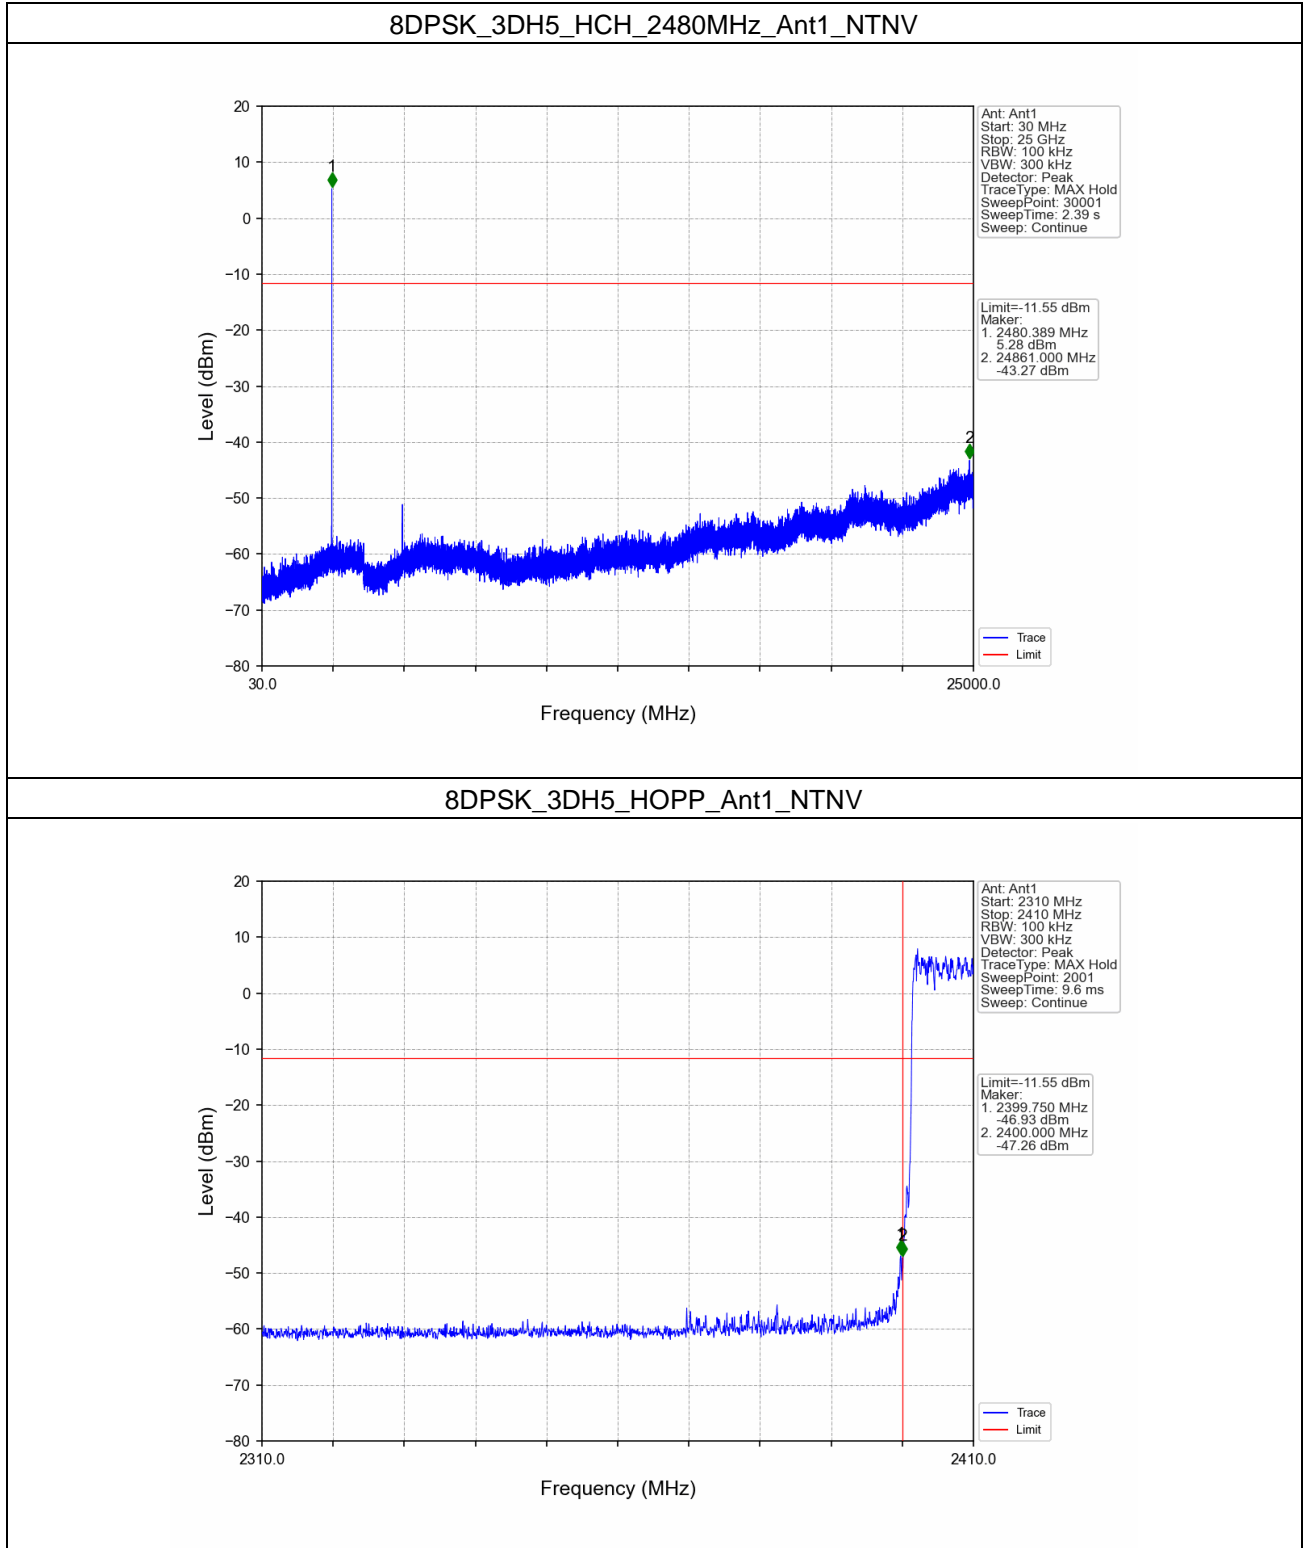 8DPSK_3DH5_HCH_2480MHz_Ant1_NTNV
20
10
0
−10
−20
−30
−40
−50
−60
−70
−80
Level (dBm)
1
2
30.0
25000.0
Frequency (MHz)
Ant: Ant1
Start: 30 MHz
Stop: 25 GHz
RBW: 100 kHz
VBW: 300 kHz
Detector: Peak
TraceType: MAX Hold
SweepPoint: 30001
SweepTime: 2.39 s
Sweep: Continue
Limit=-11.55 dBm
Maker:
1. 2480.389 MHz
5.28 dBm
2. 24861.000 MHz
-43.27 dBm
Trace
Limit
8DPSK_3DH5_HOPP_Ant1_NTNV
20
10
0
−10
−20
−30
−40
−50
−60
−70
−80
Level (dBm)
1
2
2310.0
2410.0
Frequency (MHz)
Ant: Ant1
Start: 2310 MHz
Stop: 2410 MHz
RBW: 100 kHz
VBW: 300 kHz
Detector: Peak
TraceType: MAX Hold
SweepPoint: 2001
SweepTime: 9.6 ms
Sweep: Continue
Limit=-11.55 dBm
Maker:
1. 2399.750 MHz
-46.93 dBm
2. 2400.000 MHz
-47.26 dBm
Trace
Limit